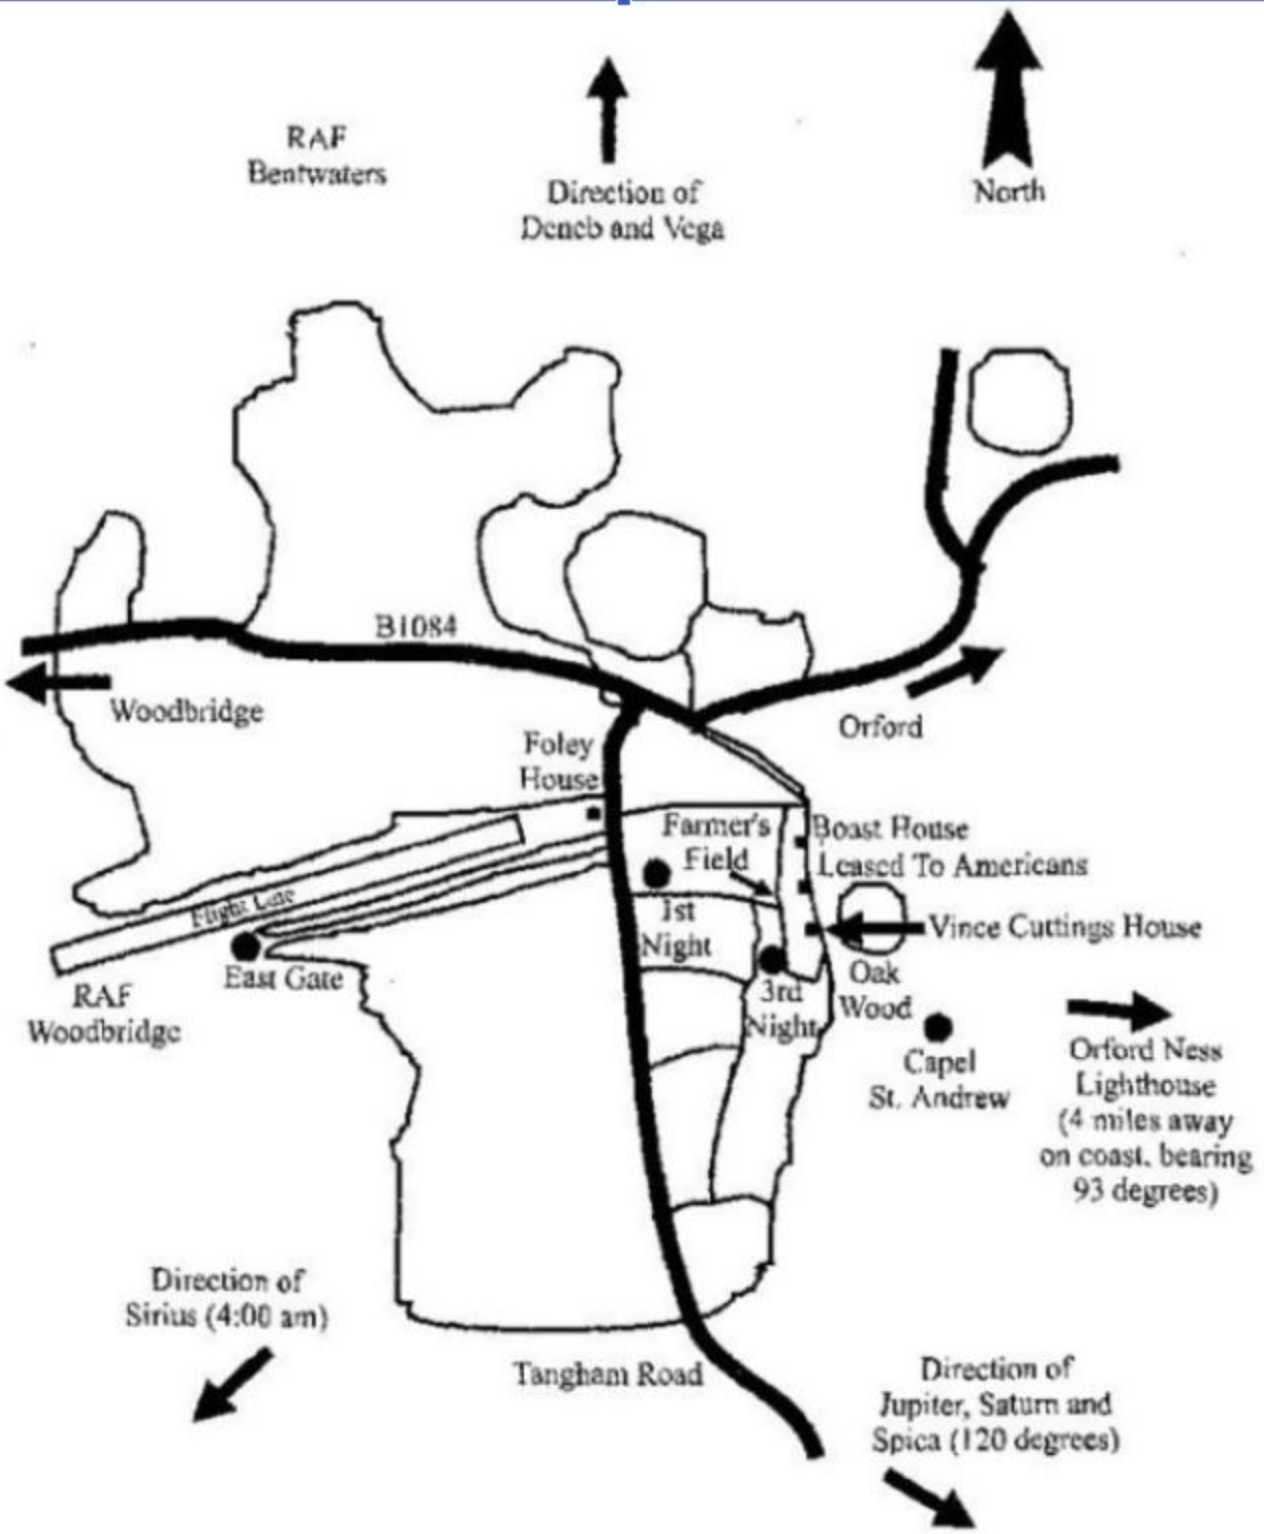 RAF
Bentwaters
Direction of
Deneb and Vega
North
B1084
Woodbridge
Orford
Foley
House
Farmer's
Field
Boast House
Leased To Americans
1st
Night
Vince Cuttings House
Flight Line
East Gate
RAF
Woodbridge
3rd
Night
Oak
Wood
Capel
St. Andrew
Orford Ness
Lighthouse
(4 miles away
on coast, bearing
93 degrees)
Direction of
Sirius (4:00 am)
Tangham Road
Direction of
Jupiter, Saturn and
Spica (120 degrees)